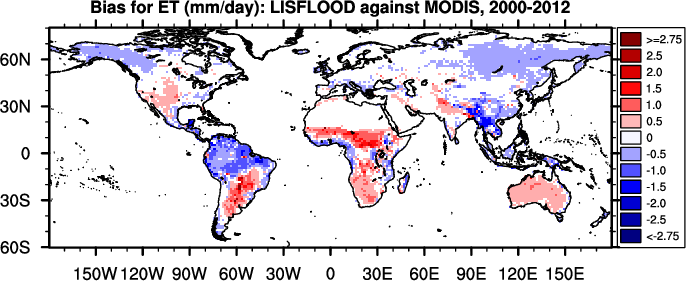 Bias for ET (mm/day): LISFLOOD against MODIS, 2000-2012
60N
30N
0
30S
60S
150W 120W 90W 60W 30W 0 30E 60E 90E 120E 150E
>=2.75
2.5
2.0
1.5
1.0
0.5
0
-0.5
-1.0
-1.5
-2.0
-2.5
<-2.75